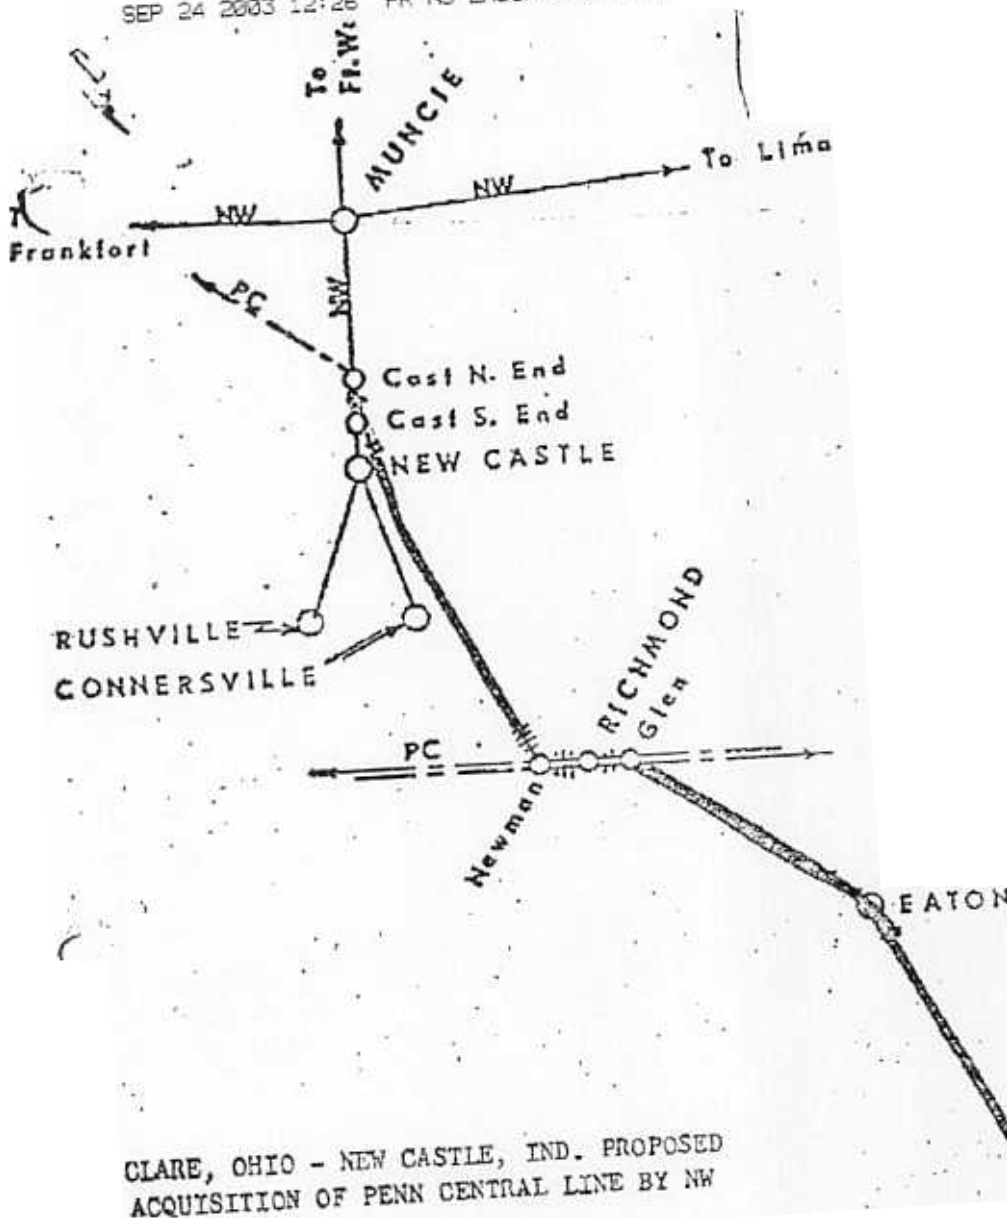 SEP 24 2003 12:26 FR NS
To
Ft. W
MUNCIE
To Lima
NW
NW
Frankfort
PC
NW
Cast N. End
Cast S. End
NEW CASTLE
RUSHVILLE
CONNERSVILLE
RICHMOND
Glen
PC
Newman
EATON
CLARE, OHIO - NEW CASTLE, IND. PROPOSED
ACQUISITION OF PENN CENTRAL LINE BY NW